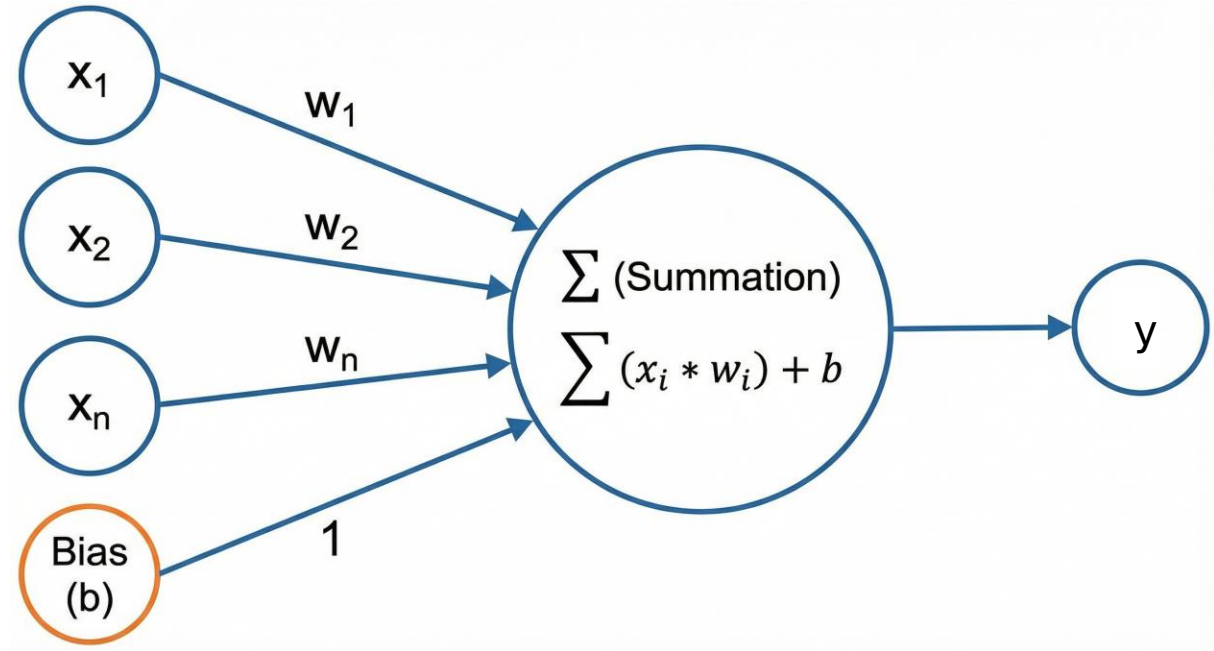 x₁
w₁
x₂
w₂
∑ (Summation)
∑ (xᵢ * wᵢ) + b
y
xₙ
wₙ
Bias
(b)
1